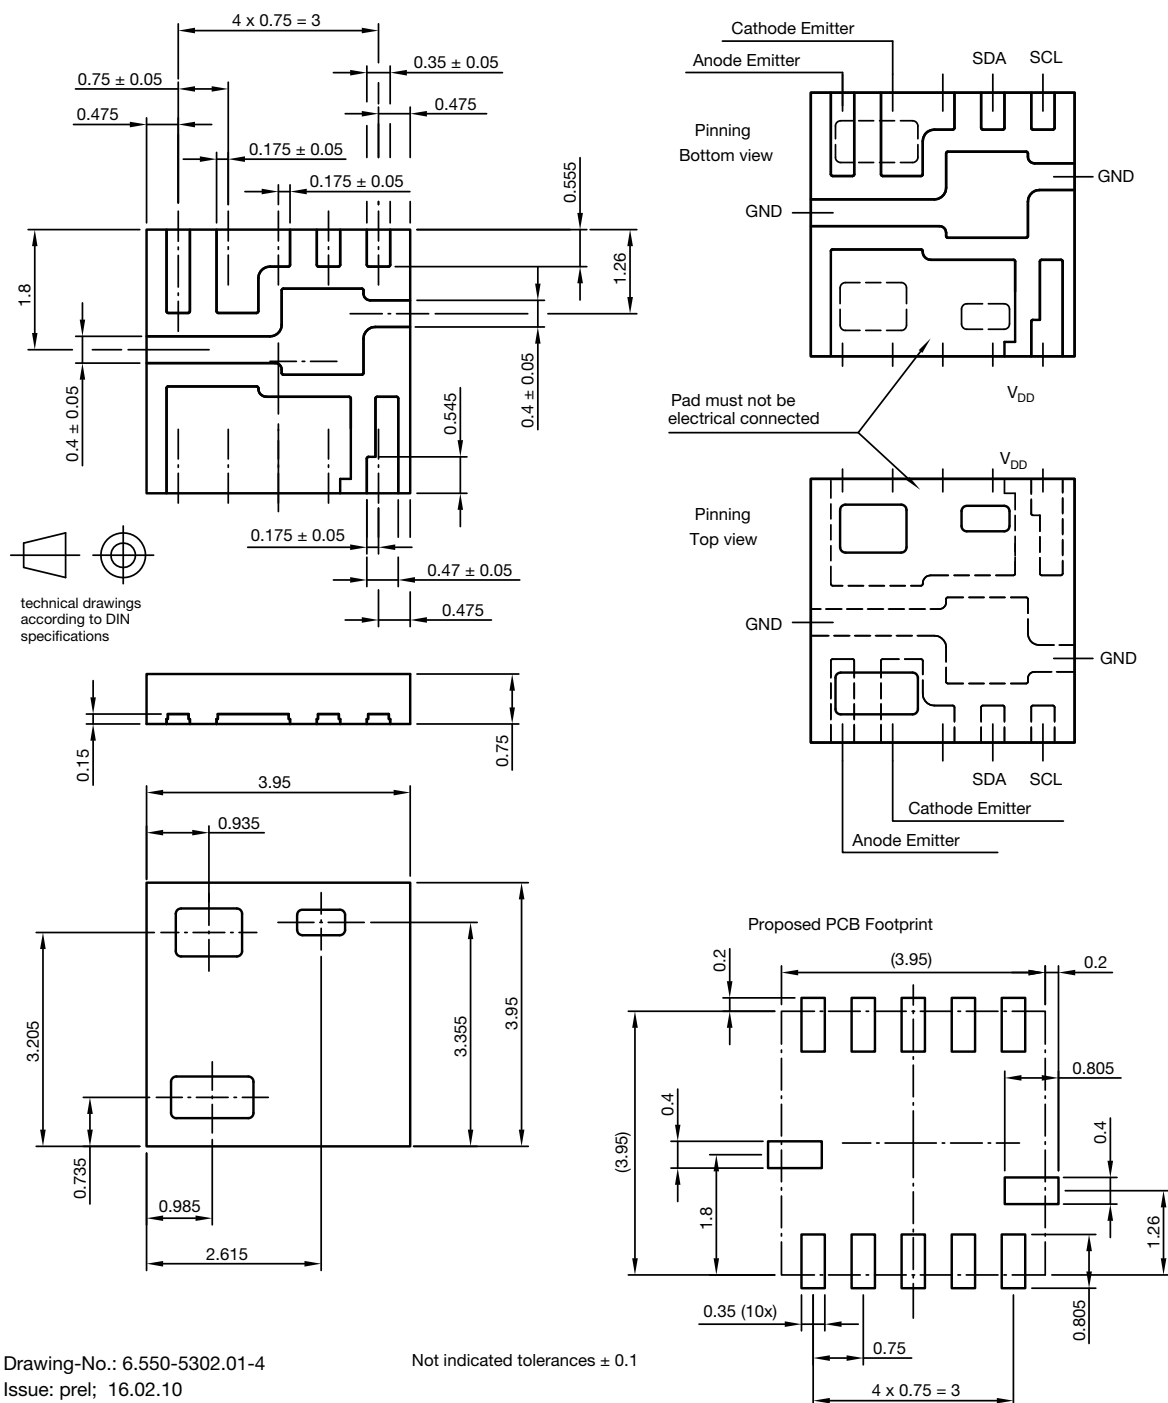 4 x 0.75 = 3
0.75 ± 0.05
0.35 ± 0.05
0.475
0.475
0.175 ± 0.05
0.175 ± 0.05
0.555
1.26
1.8
0.4 ± 0.05
0.4 ± 0.05
0.545
0.175 ± 0.05
0.47 ± 0.05
0.475
technical drawings
according to DIN
specifications
0.15
0.75
3.95
0.935
3.205
3.355
3.95
0.735
0.985
2.615
Cathode Emitter
Anode Emitter
SDA
SCL
Pinning
Bottom view
GND
GND
VDD
Pad must not be
electrical connected
VDD
Pinning
Top view
GND
GND
SDA
SCL
Cathode Emitter
Anode Emitter
Proposed PCB Footprint
0.2
(3.95)
0.2
0.805
0.4
0.4
(3.95)
1.8
1.26
0.35 (10x)
0.805
0.75
4 x 0.75 = 3
Drawing-No.: 6.550-5302.01-4
Issue: prel; 16.02.10
Not indicated tolerances ± 0.1